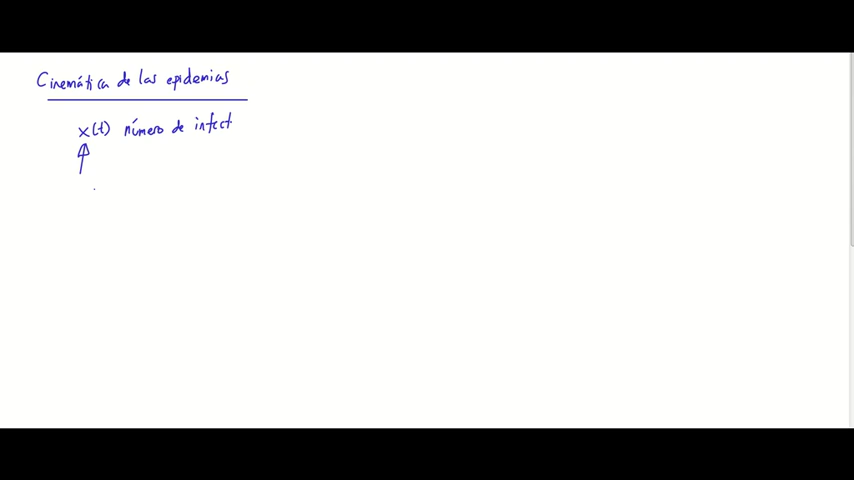 Cinemática de las epidemias
x(t) número de infect.